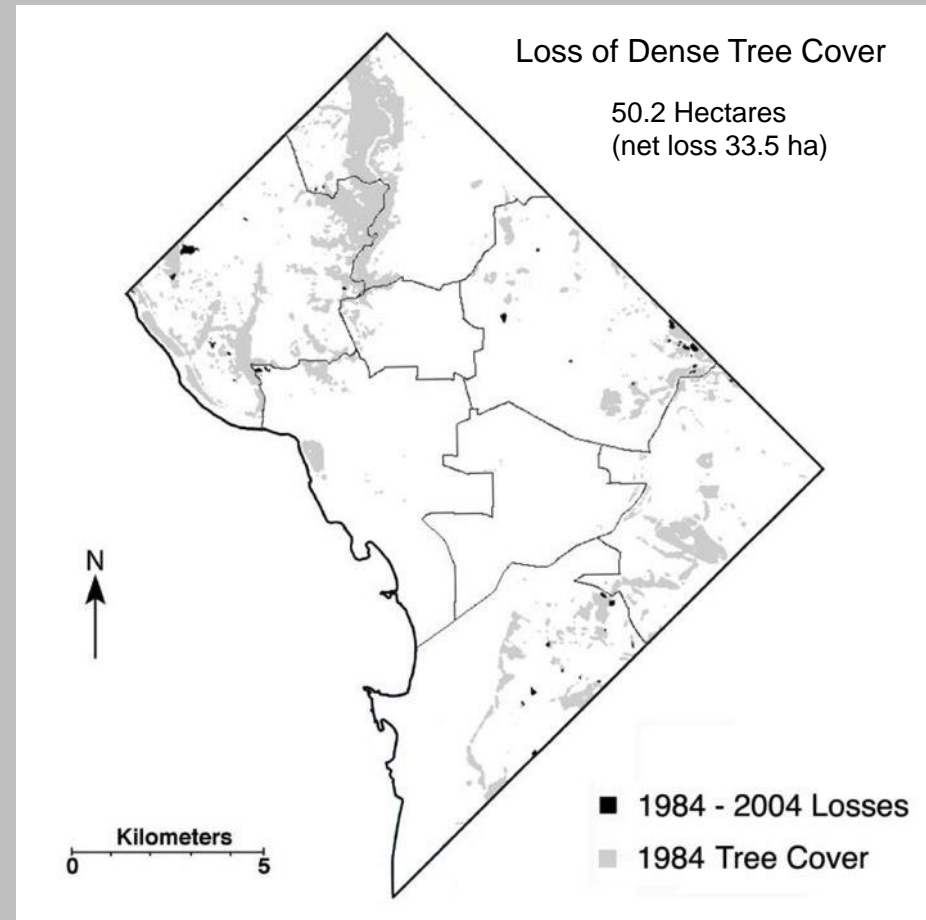 Loss of Dense Tree Cover
50.2 Hectares
(net loss 33.5 ha)
N
1984 - 2004 Losses
1984 Tree Cover
Kilometers
0 5